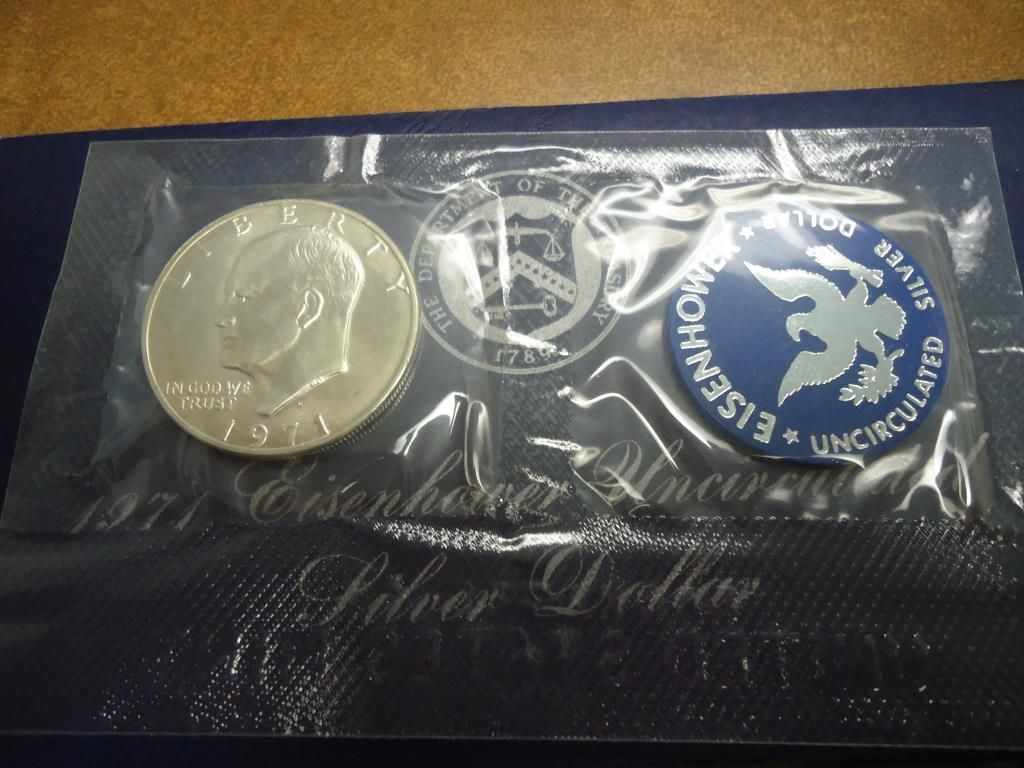 LIBERTY
IN GOD WE
TRUST
S
1971
THE DEPARTMENT OF THE
1789
EISENHOWER
SILVER
DOLLAR
UNCIRCULATED
1971 Eisenhower Uncirculated
Silver Dollar